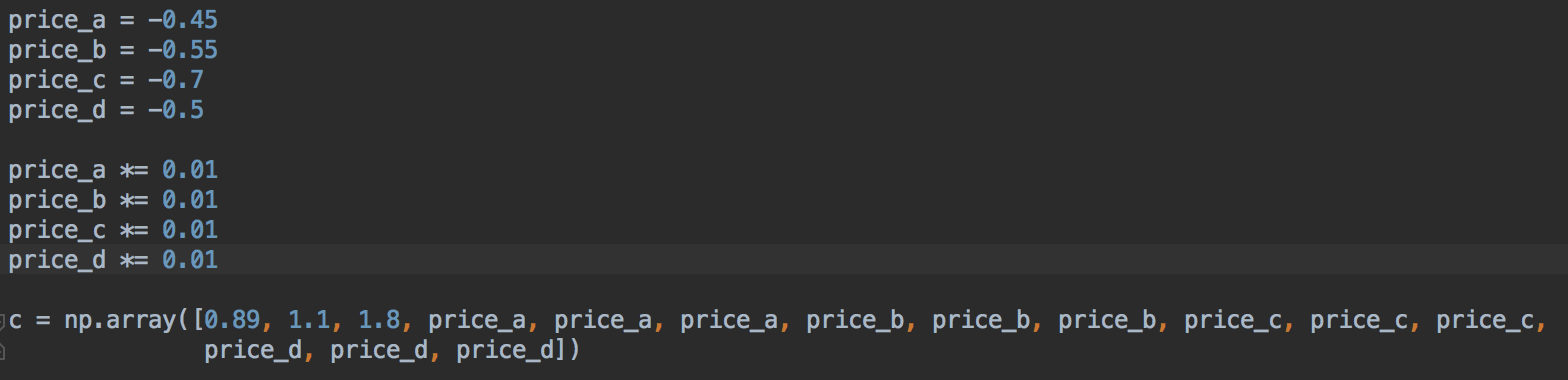 price_a = -0.45
price_b = -0.55
price_c = -0.7
price_d = -0.5
price_a *= 0.01
price_b *= 0.01
price_c *= 0.01
price_d *= 0.01
c = np.array([0.89, 1.1, 1.8, price_a, price_a, price_a, price_b, price_b, price_b, price_c, price_c, price_c,
price_d, price_d, price_d])